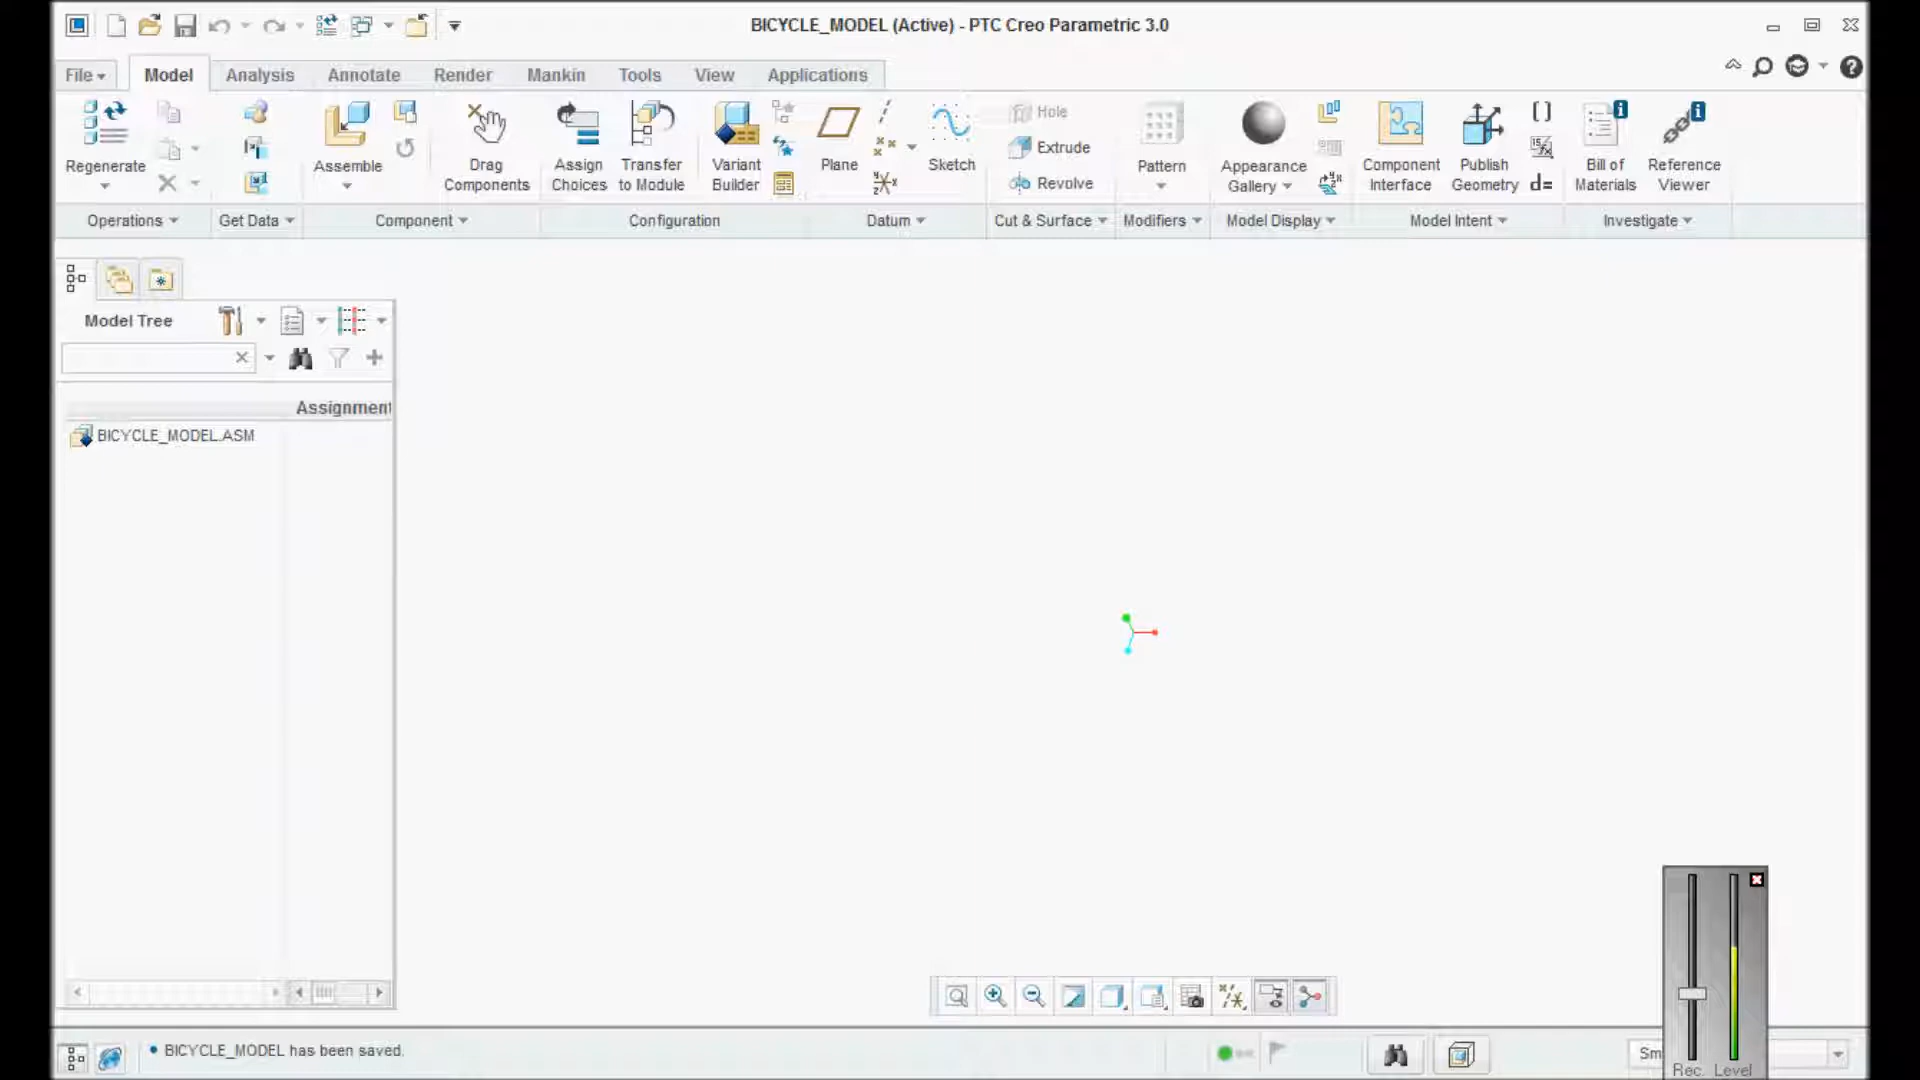 BICYCLE_MODEL (Active) - PTC Creo Parametric 3.0
File Model Analysis Annotate Render Mankin Tools View Applications
Regenerate
Assemble
Drag
Components
Assign
Choices
Transfer
to Module
Variant
Builder
Plane
Sketch
Hole
Extrude
Revolve
Pattern
Appearance
Gallery
Component
Interface
Publish
Geometry
d=
Bill of
Materials
Reference
Viewer
Operations Get Data Component Configuration Datum Cut & Surface Modifiers Model Display Model Intent Investigate
Model Tree
Assignment
BICYCLE_MODEL.ASM
BICYCLE_MODEL has been saved.
Sm
Rec. Level